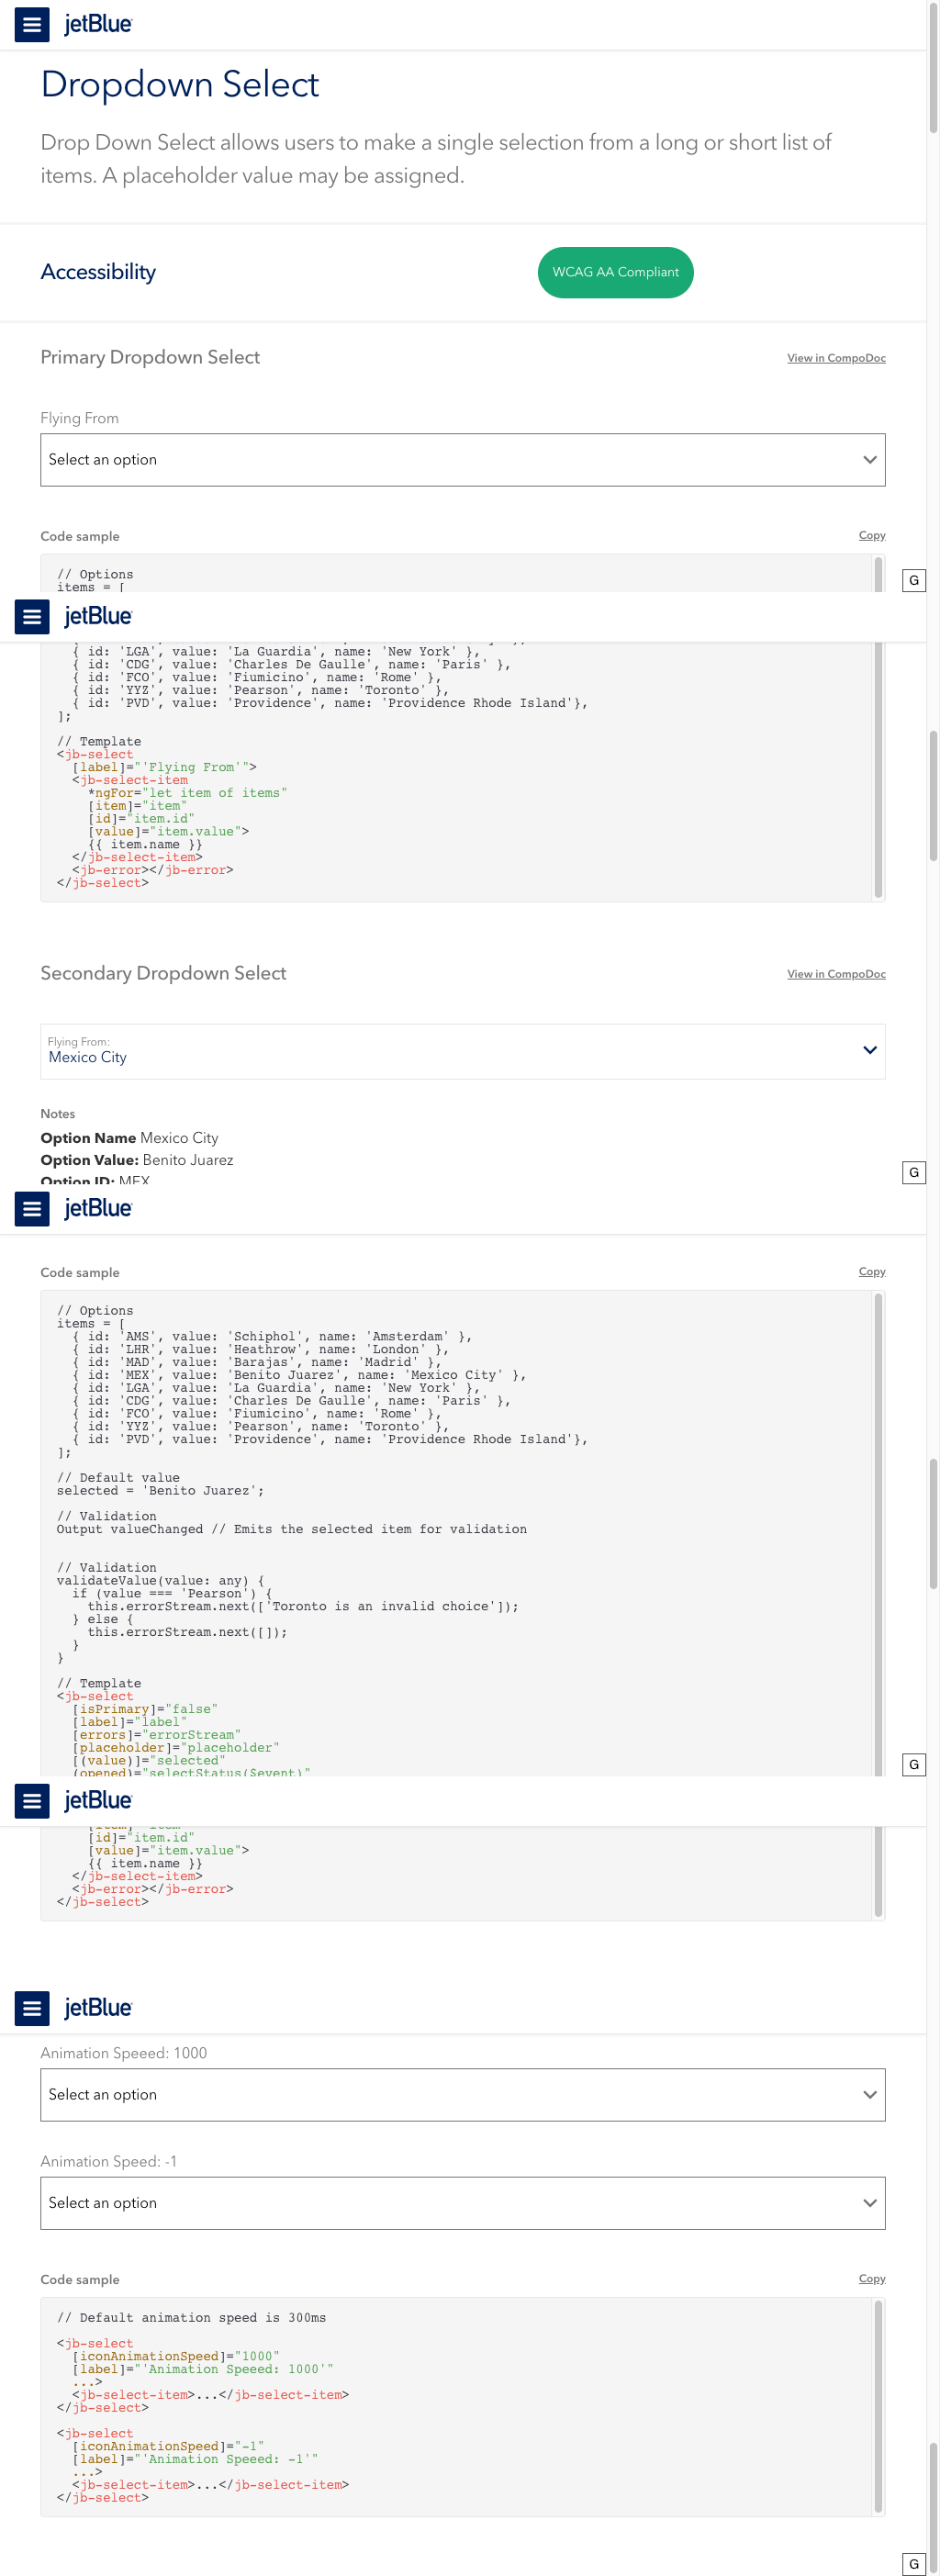 jetBlue
Dropdown Select
Drop Down Select allows users to make a single selection from a long or short list of
items. A placeholder value may be assigned.
Accessibility
WCAG AA Compliant
Primary Dropdown Select
View in CompoDoc
Flying From
Select an option
Code sample
Copy
// Options
items = [
G
jetBlue
{ id: 'LGA', value: 'La Guardia', name: 'New York' },
{ id: 'CDG', value: 'Charles De Gaulle', name: 'Paris' },
{ id: 'FCO', value: 'Fiumicino', name: 'Rome' },
{ id: 'YYZ', value: 'Pearson', name: 'Toronto' },
{ id: 'PVD', value: 'Providence', name: 'Providence Rhode Island'},
];
// Template
<jb-select
[label]="'Flying From'">
<jb-select-item
*ngFor="let item of items"
[item]="item"
[id]="item.id"
[value]="item.value">
{{ item.name }}
</jb-select-item>
<jb-error></jb-error>
</jb-select>
Secondary Dropdown Select
View in CompoDoc
Flying From:
Mexico City
Notes
Option Name Mexico City
Option Value: Benito Juarez
Option ID: MEX
G
jetBlue
Code sample
Copy
// Options
items = [
{ id: 'AMS', value: 'Schiphol', name: 'Amsterdam' },
{ id: 'LHR', value: 'Heathrow', name: 'London' },
{ id: 'MAD', value: 'Barajas', name: 'Madrid' },
{ id: 'MEX', value: 'Benito Juarez', name: 'Mexico City' },
{ id: 'LGA', value: 'La Guardia', name: 'New York' },
{ id: 'CDG', value: 'Charles De Gaulle', name: 'Paris' },
{ id: 'FCO', value: 'Fiumicino', name: 'Rome' },
{ id: 'YYZ', value: 'Pearson', name: 'Toronto' },
{ id: 'PVD', value: 'Providence', name: 'Providence Rhode Island'},
];
// Default value
selected = 'Benito Juarez';
// Validation
Output valueChanged // Emits the selected item for validation
// Validation
validateValue(value: any) {
if (value === 'Pearson') {
this.errorStream.next(['Toronto is an invalid choice']);
} else {
this.errorStream.next([]);
}
}
// Template
<jb-select
[isPrimary]="false"
[label]="label"
[errors]="errorStream"
[placeholder]="placeholder"
[(value)]="selected"
(opened)="selectStatus($event)"
G
jetBlue
[item]="item"
[id]="item.id"
[value]="item.value">
{{ item.name }}
</jb-select-item>
<jb-error></jb-error>
</jb-select>
jetBlue
Animation Speeed: 1000
Select an option
Animation Speed: -1
Select an option
Code sample
Copy
// Default animation speed is 300ms
<jb-select
[iconAnimationSpeed]="1000"
[label]="'Animation Speeed: 1000'"
...>
<jb-select-item>...</jb-select-item>
</jb-select>
<jb-select
[iconAnimationSpeed]="-1"
[label]="'Animation Speeed: -1'"
...>
<jb-select-item>...</jb-select-item>
</jb-select>
G